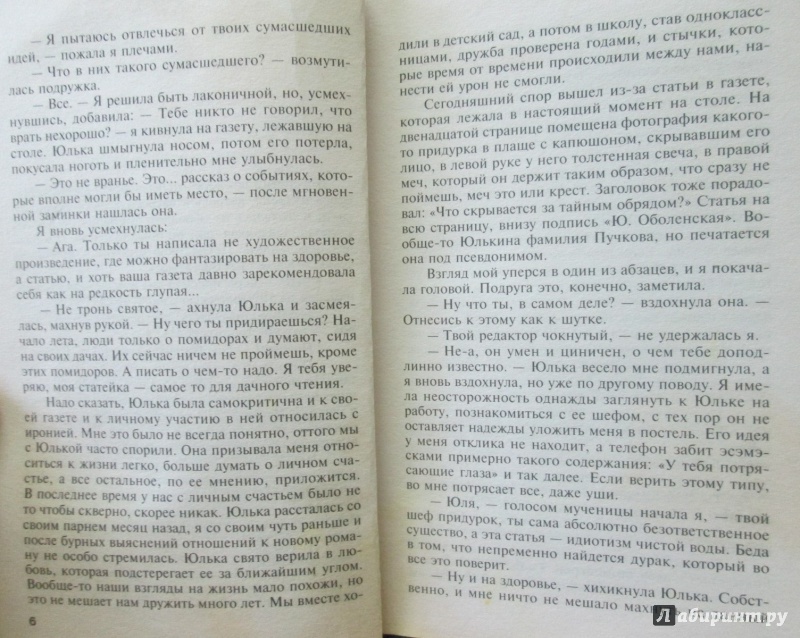 — Я пытаюсь отвлечься от твоих сумасшедших
идей, — пожала я плечами.
— Что в них такого сумасшедшего? — возмути-
лась подружка.
— Все. — Я решила быть лаконичной, но, усмех-
нувшись, добавила: — Тебе никто не говорил, что
врать нехорошо? — я кивнула на газету, лежавшую на
столе. Юлька шмыгнула носом, потом его потерла,
покусала ноготь и пленительно мне улыбнулась.
— Это не вранье. Это... рассказ о событиях, кото-
рые вполне могли бы иметь место, — после мгновен-
ной заминки нашлась она.
Я вновь усмехнулась:
— Ага. Только ты написала не художественное
произведение, где можно фантазировать на здоровье,
а статью, и хоть ваша газета давно зарекомендовала
себя как на редкость глупая...
— Не тронь святое, — ахнула Юлька и засмея-
лась, махнув рукой. — Ну чего ты придираешься? На-
чало лета, люди только о помидорах и думают, сидя
на своих дачах. Их сейчас ничем не проймешь, кроме
этих помидоров. А писать о чем-то надо. Я тебя уве-
ряю, моя статейка — самое то для дачного чтения.
Надо сказать, Юлька была самокритична и к сво-
ей газете и к личному участию в ней относилась с
иронией. Мне это было не всегда понятно, оттого мы
с Юлькой часто спорили. Она призывала меня отно-
ситься к жизни легко, больше думать о личном сча-
стье, а все остальное, по ее мнению, приложится.
В последнее время у нас с личным счастьем было не
то чтобы скверно, скорее никак. Юлька рассталась со
своим парнем месяц назад, я со своим чуть раньше и
после бурных выяснений отношений к новому рома-
ну не особо стремилась. Юлька свято верила в лю-
бовь, которая подстерегает ее за ближайшим углом.
Вообще-то наши взгляды на жизнь мало похожи, но
это не мешает нам дружить много лет. Мы вместе хо-
6
дили в детский сад, а потом в школу, став одноклас-
сницами, дружба проверена годами, и стычки, кото-
рые время от времени происходили между нами, на-
нести ей урон не смогли.
Сегодняшний спор вышел из-за статьи в газете,
которая лежала в настоящий момент на столе. На
двенадцатой странице помещена фотография какого-
то придурка в плаще с капюшоном, скрывавшим его
лицо, в левой руке у него толстенная свеча, в правой
меч, который он держит таким образом, что сразу не
поймешь, меч это или крест. Заголовок тоже порадо-
вал: «Что скрывается за тайным обрядом?» Статья на
всю страницу, внизу подпись «Ю. Оболенская». Во-
обще-то Юлькина фамилия Пучкова, но печатается
она под псевдонимом.
Взгляд мой уперся в один из абзацев, и я покача-
ла головой. Подруга это, конечно, заметила.
— Ну что ты, в самом деле? — вздохнула она. —
Отнесись к этому как к шутке.
— Твой редактор чокнутый, — не удержалась я.
— Не-а, он умен и циничен, о чем тебе допод-
линно известно. — Юлька весело мне подмигнула, а
я вновь вздохнула, но уже по другому поводу. Я име-
ла неосторожность однажды заглянуть к Юльке на
работу, познакомиться с ее шефом, с тех пор он не
оставляет надежды уложить меня в постель. Его идея
у меня отклика не находит, а телефон забит эсэмэ-
сками примерно такого содержания: «У тебя потря-
сающие глаза» и так далее. Если верить этому типу,
во мне потрясает все, даже уши.
— Юля, — голосом мученицы начала я, — твой
шеф придурок, ты сама абсолютно безответственное
существо, а эта статья — идиотизм чистой воды. Беда
в том, что непременно найдется дурак, который во
все это поверит.
— Ну и на здоровье, — хихикнула Юлька. Собст-
венно, и ничто не мешало
Лабиринт.ру